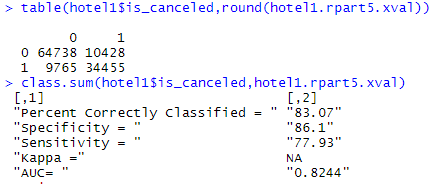 > table(hotel1$is_canceled,round(hotel1.rpart5.xval))
0 1
0 64738 10428
1 9765 34455
> class.sum(hotel1$is_canceled,hotel1.rpart5.xval)
[,1] [,2]
"Percent Correctly Classified = " "83.07"
"Specificity = " "86.1"
"Sensitivity = " "77.93"
"Kappa =" NA
"AUC= " "0.8244"